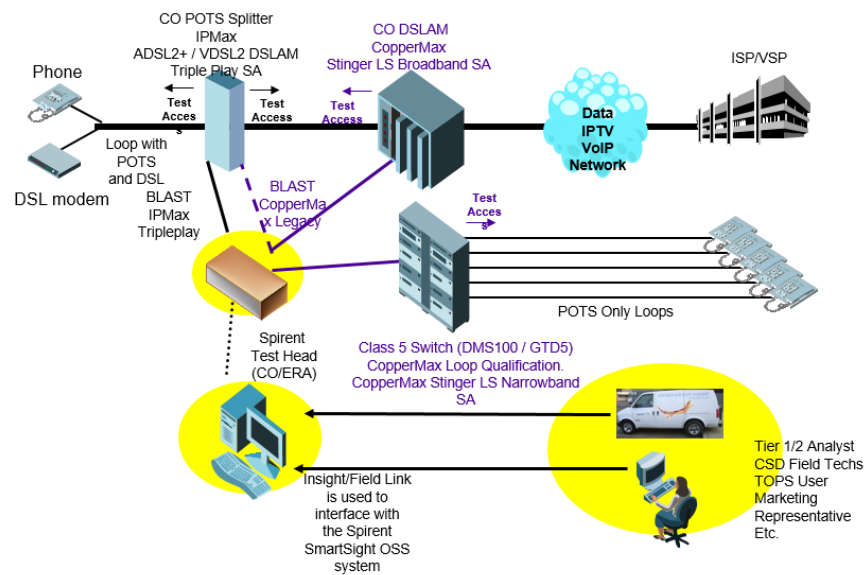 CO POTS Splitter
IPMax
ADSL2+ / VDSL2 DSLAM
Triple Play SA
CO DSLAM
CopperMax
Stinger LS Broadband SA
ISP/VSP
Phone
Test
Acces
s
Test
Access
Test
Access
Data
IPTV
VoIP
Network
Loop with
POTS
and DSL
DSL modem
BLAST
IPMax
Tripleplay
BLAST
CopperMa
x Legacy
Test
Acces
s
POTS Only Loops
Spirent
Test Head
(CO/ERA)
Class 5 Switch (DMS100 / GTD5)
CopperMax Loop Qualification.
CopperMax Stinger LS Narrowband
SA
Tier 1/2 Analyst
CSD Field Techs
TOPS User
Marketing
Representative
Etc.
Insight/Field Link
is used to
interface with
the Spirent
SmartSight OSS
system